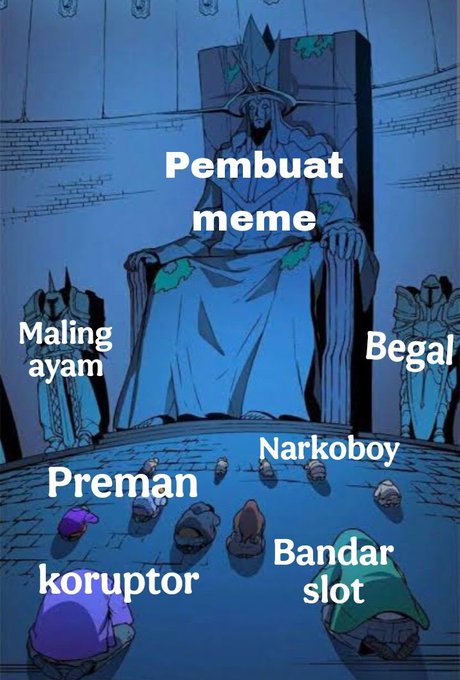 Pembuat
meme
Maling
ayam
Begal
Narkoboy
Preman
Bandar
slot
koruptor